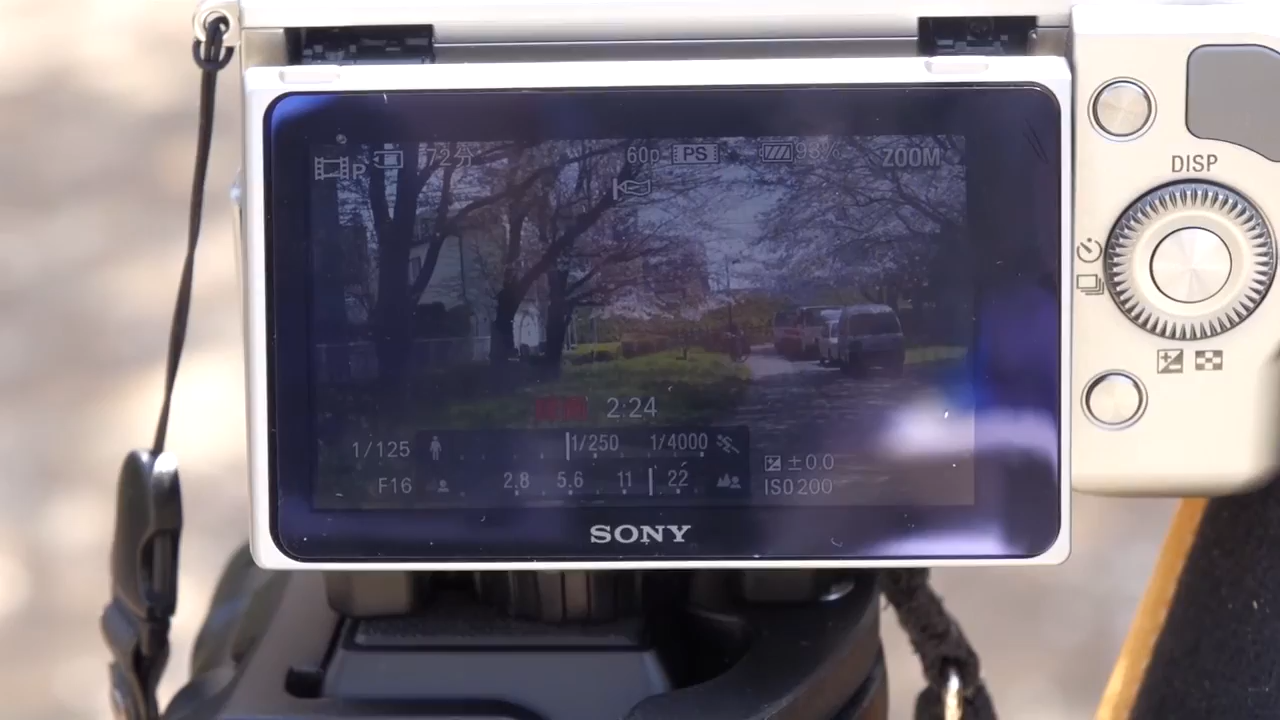 P 72分 60p PS 98% ZOOM
DISP
2:24
1/125 1/250 1/4000 ±0.0
F16 2.8 5.6 11 22 ISO200
SONY